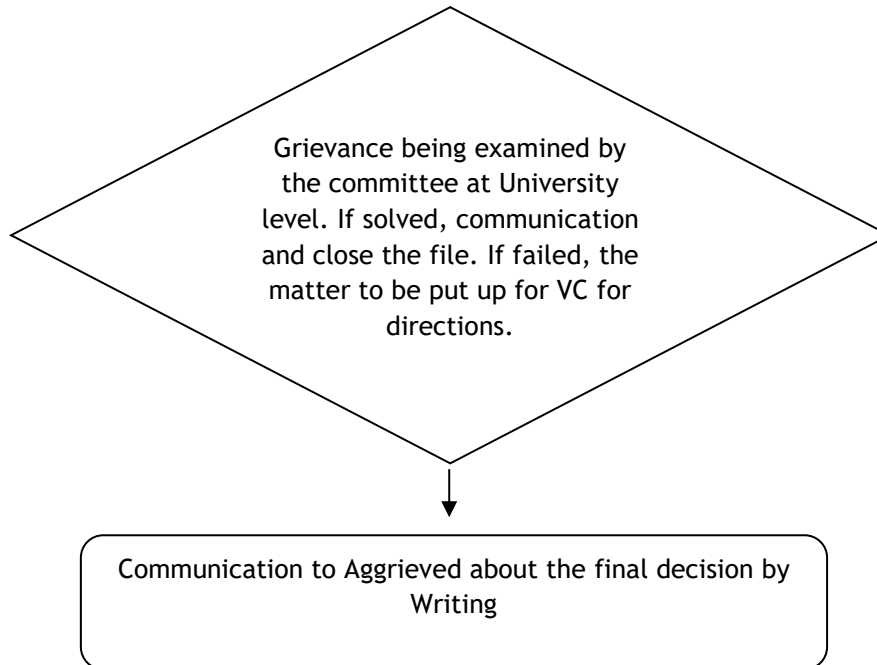 Grievance being examined by
the committee at University
level. If solved, communication
and close the file. If failed, the
matter to be put up for VC for
directions.
Communication to Aggrieved about the final decision by
Writing